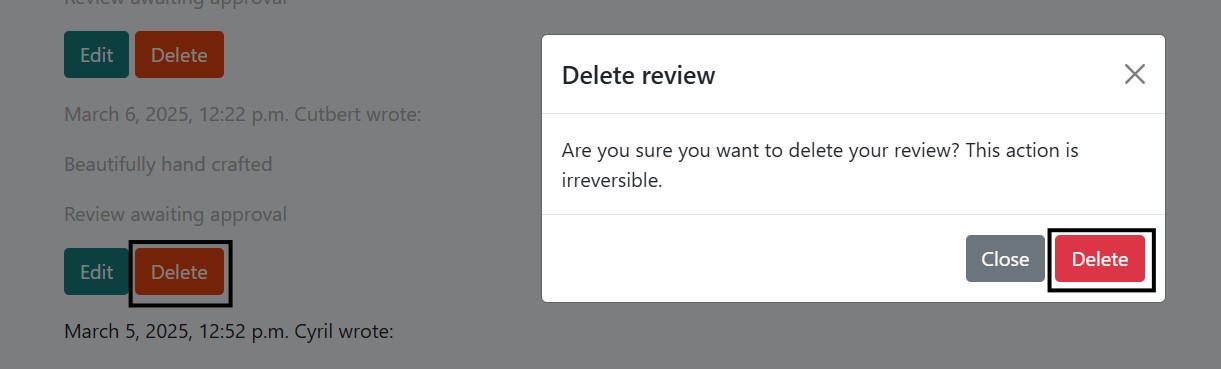 Review awaiting approval
Edit Delete
March 6, 2025, 12:22 p.m. Cutbert wrote:
Beautifully hand crafted
Review awaiting approval
Edit Delete
March 5, 2025, 12:52 p.m. Cyril wrote:
Delete review
Are you sure you want to delete your review? This action is
irreversible.
Close Delete